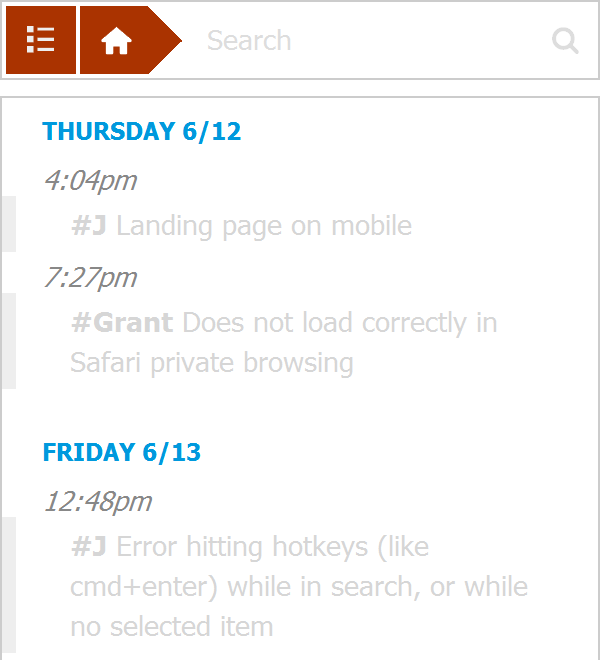 Search
THURSDAY 6/12
4:04pm
#J Landing page on mobile
7:27pm
#Grant Does not load correctly in
Safari private browsing
FRIDAY 6/13
12:48pm
#J Error hitting hotkeys (like
cmd+enter) while in search, or while
no selected item